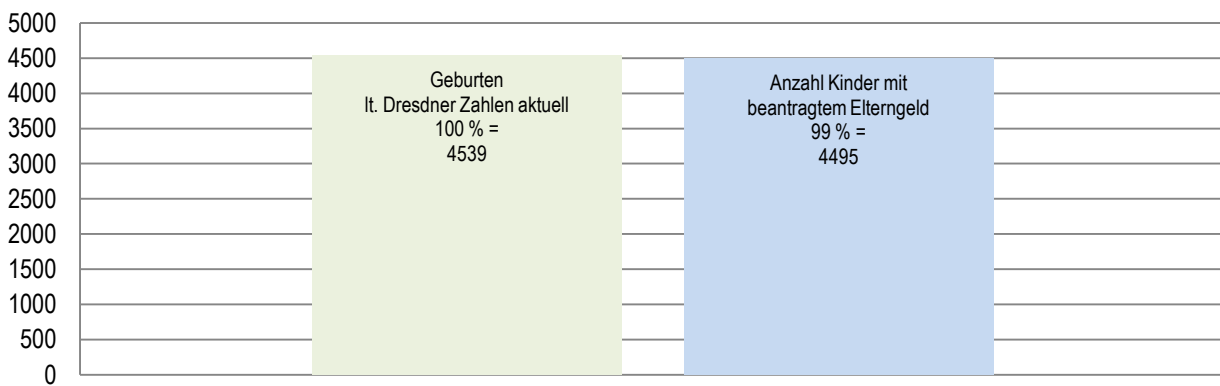 5000
4500
4000
3500
3000
2500
2000
1500
1000
500
0
Geburten
lt. Dresdner Zahlen aktuell
100 % =
4539
Anzahl Kinder mit
beantragtem Elterngeld
99 % =
4495